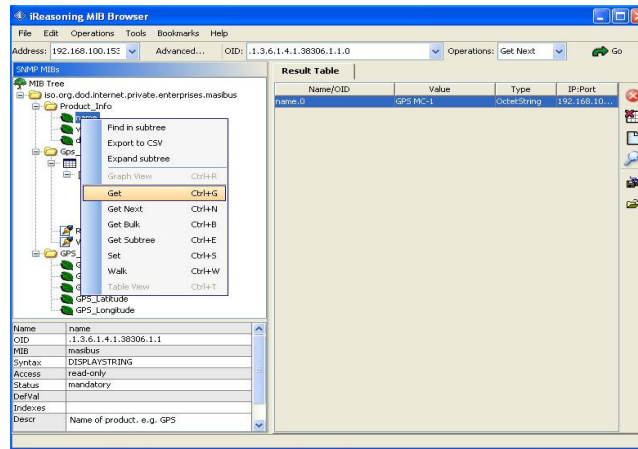 iReasoning MIB Browser
File Edit Operations Tools Bookmarks Help
Address: 192.168.100.153 Advanced... OID: .1.3.6.1.4.1.38306.1.1.0 Operations: Get Next Go
SNMP MIBs
Result Table
MIB Tree
iso.org.dod.internet.private.enterprises.masibus
Product_Info
name
Name/OID Value Type IP:Port
name.0 GPS MC-1 OctetString 192.168.10...
Find in subtree
Export to CSV
Expand subtree
Graph View Ctrl+R
Get Ctrl+G
Get Next Ctrl+N
Get Bulk Ctrl+B
Get Subtree Ctrl+E
Set Ctrl+S
Walk Ctrl+W
Table View Ctrl+T
GPS_Latitude
GPS_Longitude
Name name
OID .1.3.6.1.4.1.38306.1.1
MIB masibus
Syntax DISPLAYSTRING
Access read-only
Status mandatory
DefVal
Indexes
Descr Name of product. e.g. GPS